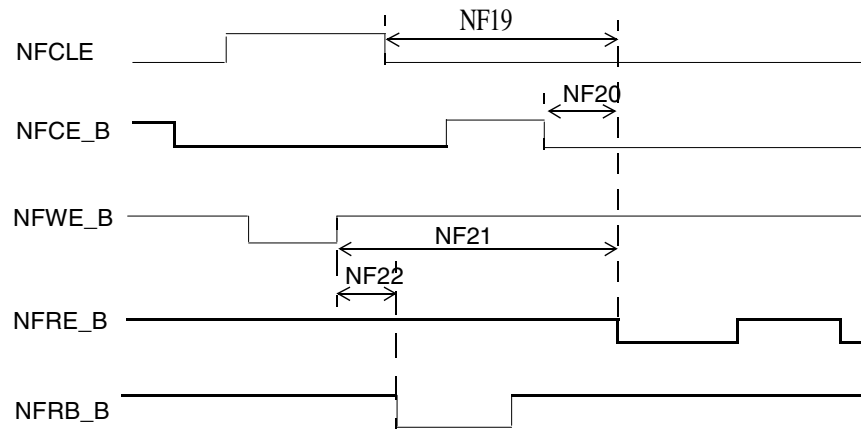 NF19
NFCLE
NF20
NFCE_B
NFWE_B
NF21
NF22
NFRE_B
NFRB_B